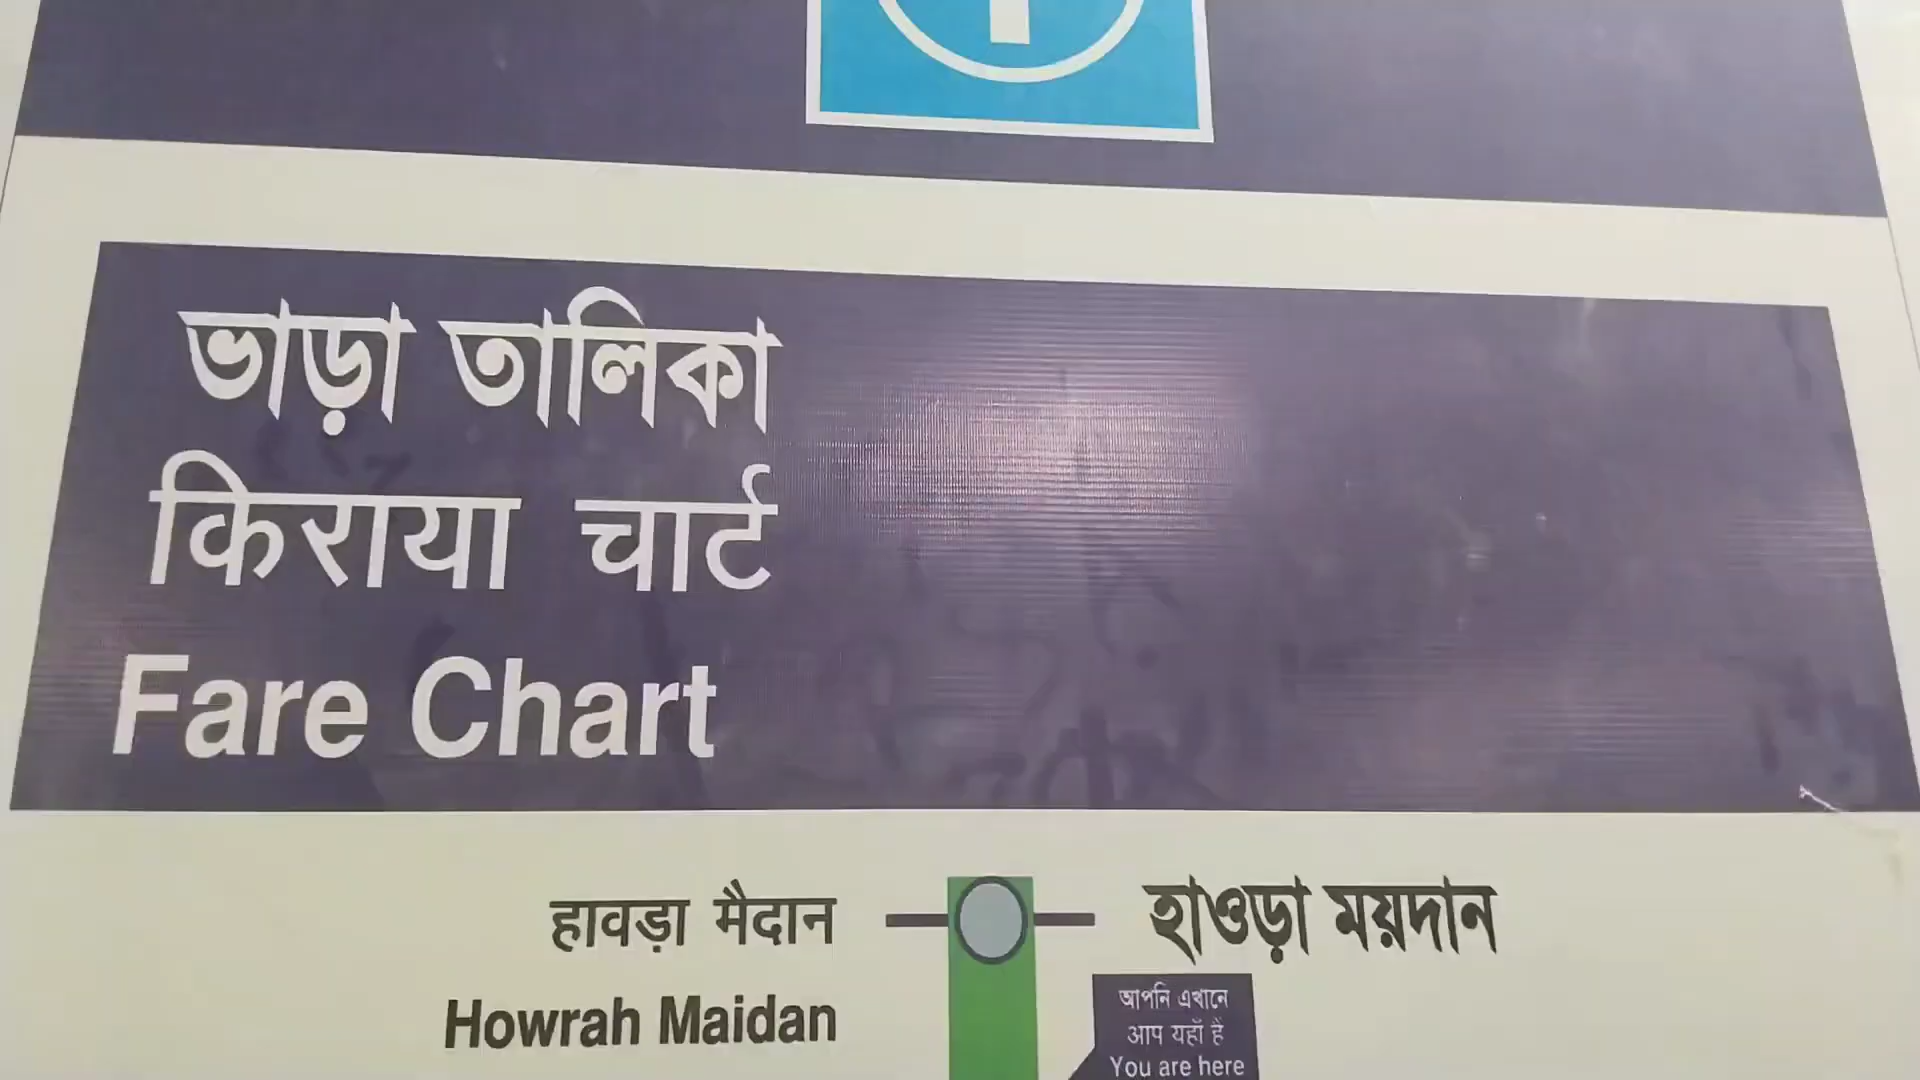 ভাড়া তালিকা
किराया चार्ट
Fare Chart
हावड़ा मैदान
হাওড়া ময়দান
Howrah Maidan
আপনি এখানে
आप यहाँ हैं
You are here